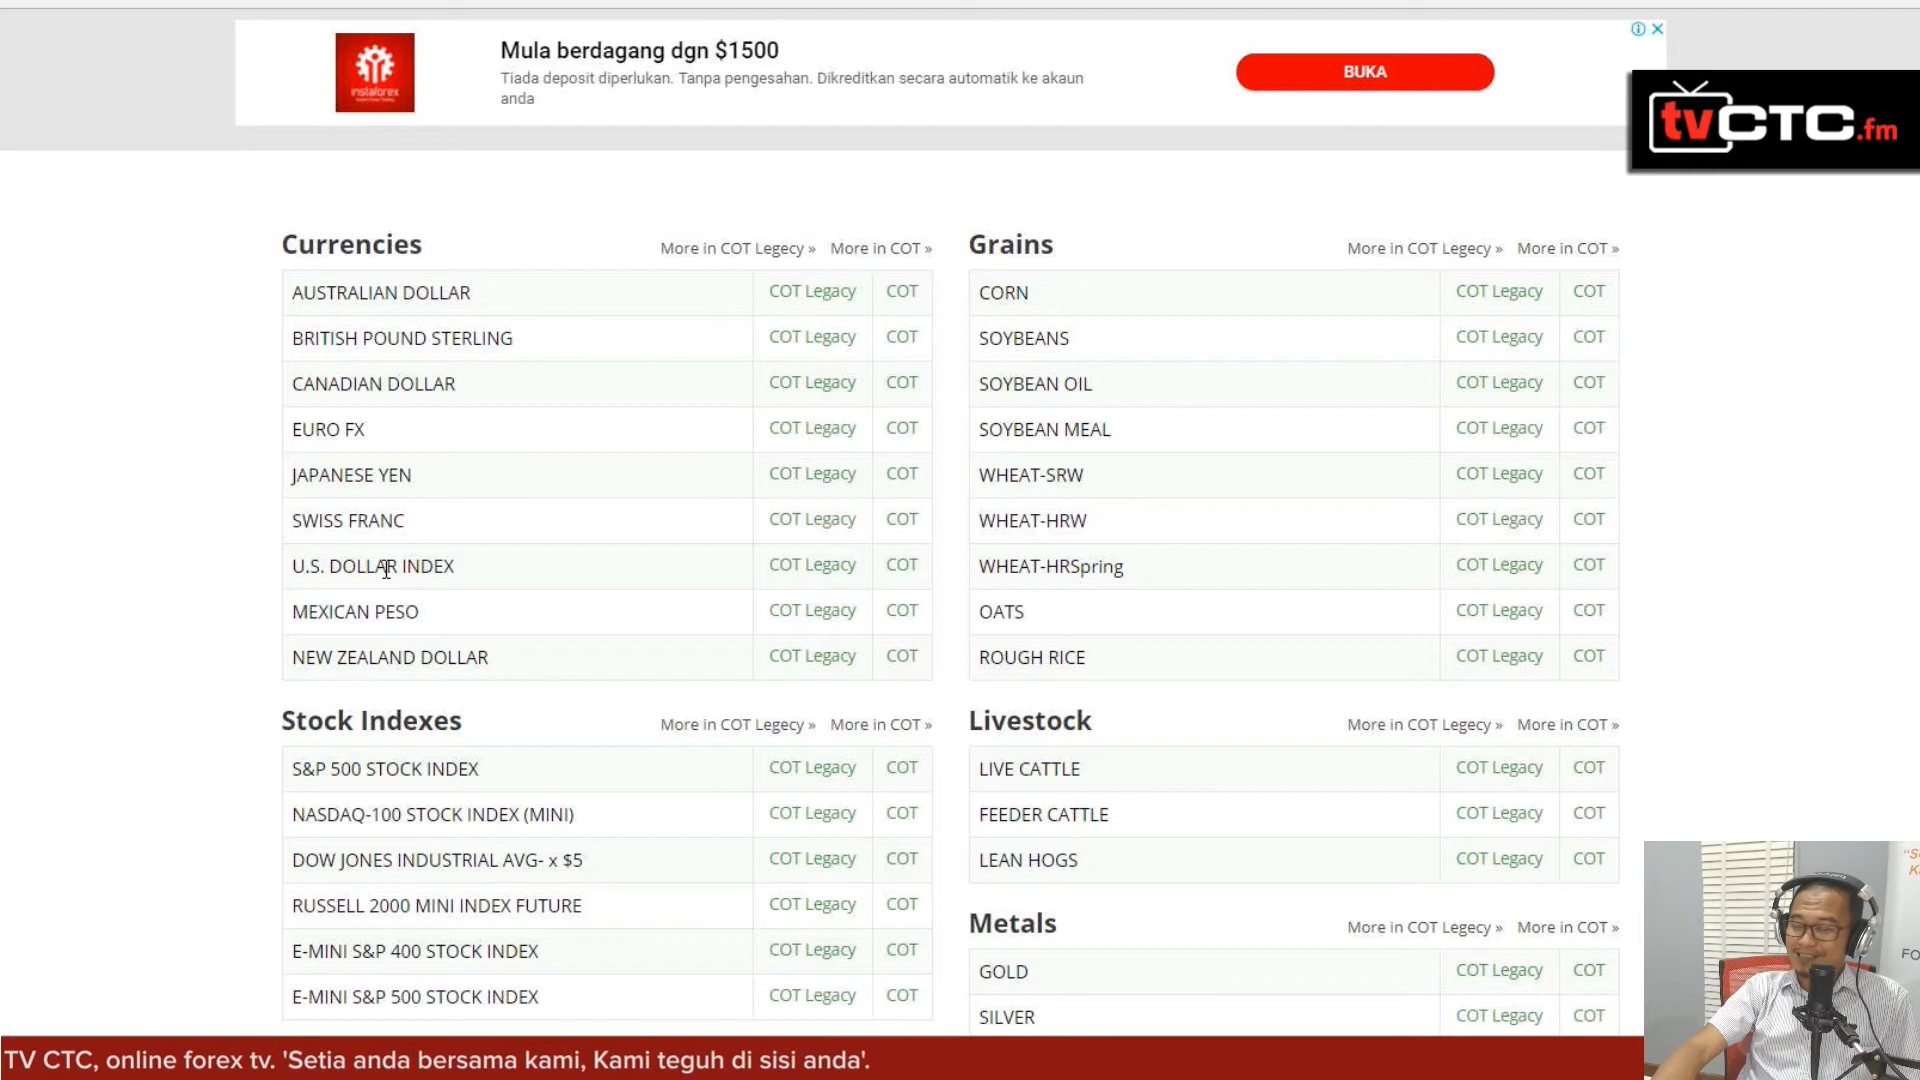 instaforex
Mula berdagang dgn $1500
Tiada deposit diperlukan. Tanpa pengesahan. Dikreditkan secara automatik ke akaun
anda
BUKA
tvCTC.fm
Currencies More in COT Legacy » More in COT »
AUSTRALIAN DOLLAR COT Legacy COT
BRITISH POUND STERLING COT Legacy COT
CANADIAN DOLLAR COT Legacy COT
EURO FX COT Legacy COT
JAPANESE YEN COT Legacy COT
SWISS FRANC COT Legacy COT
U.S. DOLLAR INDEX COT Legacy COT
MEXICAN PESO COT Legacy COT
NEW ZEALAND DOLLAR COT Legacy COT
Grains More in COT Legacy » More in COT »
CORN COT Legacy COT
SOYBEANS COT Legacy COT
SOYBEAN OIL COT Legacy COT
SOYBEAN MEAL COT Legacy COT
WHEAT-SRW COT Legacy COT
WHEAT-HRW COT Legacy COT
WHEAT-HRSpring COT Legacy COT
OATS COT Legacy COT
ROUGH RICE COT Legacy COT
Stock Indexes More in COT Legacy » More in COT »
S&P 500 STOCK INDEX COT Legacy COT
NASDAQ-100 STOCK INDEX (MINI) COT Legacy COT
DOW JONES INDUSTRIAL AVG- x $5 COT Legacy COT
RUSSELL 2000 MINI INDEX FUTURE COT Legacy COT
E-MINI S&P 400 STOCK INDEX COT Legacy COT
E-MINI S&P 500 STOCK INDEX COT Legacy COT
Livestock More in COT Legacy » More in COT »
LIVE CATTLE COT Legacy COT
FEEDER CATTLE COT Legacy COT
LEAN HOGS COT Legacy COT
Metals More in COT Legacy » More in COT »
GOLD COT Legacy COT
SILVER COT Legacy COT
TV CTC, online forex tv. 'Setia anda bersama kami, Kami teguh di sisi anda'.